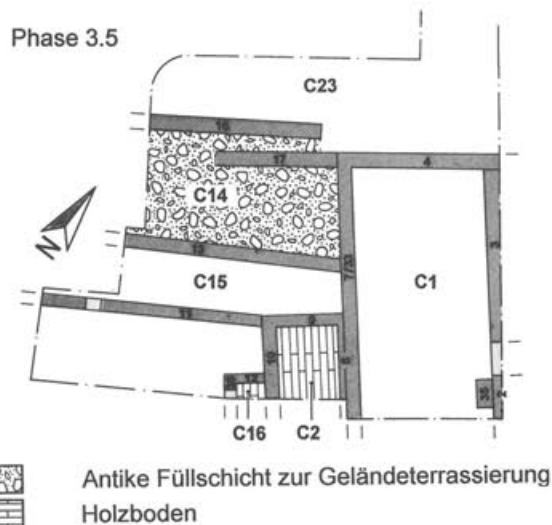 Phase 3.5
C23
16
17
4
C14
N
7/33
3
C15
C1
11
9
10
8
12
35
2
C16
C2
Antike Füllschicht zur Geländeterrassierung
Holzboden